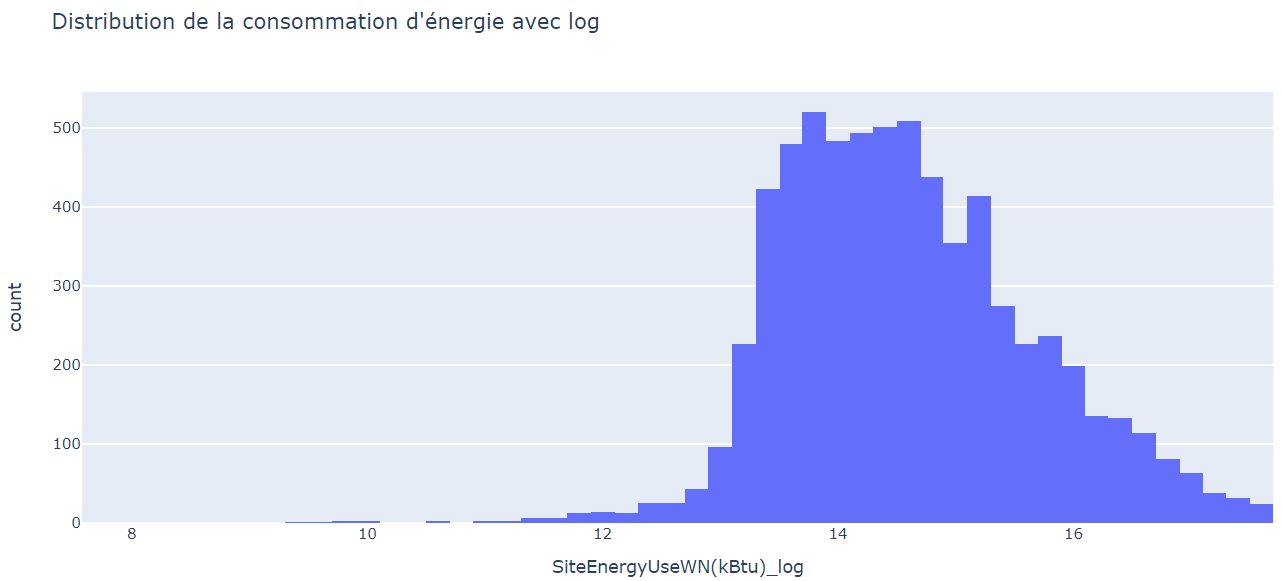 Distribution de la consommation d'énergie avec log
500
400
300
200
100
0
count
8 10 12 14 16
SiteEnergyUseWN(kBtu)_log